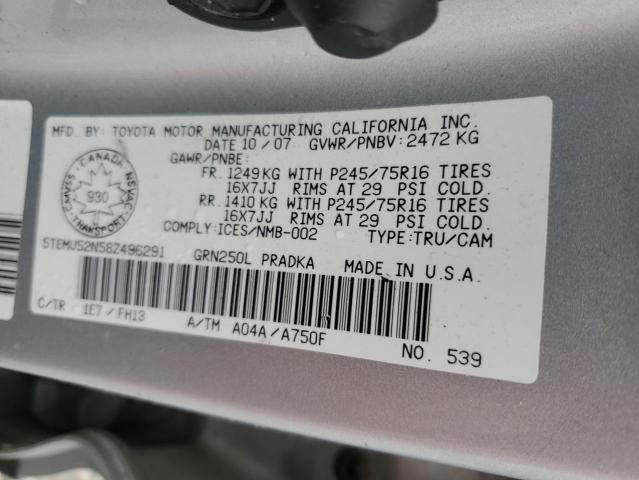 MFD. BY: TOYOTA MOTOR MANUFACTURING CALIFORNIA INC.
DATE 10/07 GVWR/PNBV: 2472 KG
GAWR/PNBE:
FR. 1249 KG WITH P245/75R16 TIRES
16X7JJ RIMS AT 29 PSI COLD.
RR. 1410 KG WITH P245/75R16 TIRES
16X7JJ RIMS AT 29 PSI COLD.
COMPLY: ICES/NMB-002 TYPE: TRU/CAM
CANADA
CMVSS NSVAC
930
TRANSPORT
5TEMU52N58Z496291 GRN250L PRADKA MADE IN U.S.A.
C/TR 1E7/FH13
A/TM A04A/A750F
NO. 539